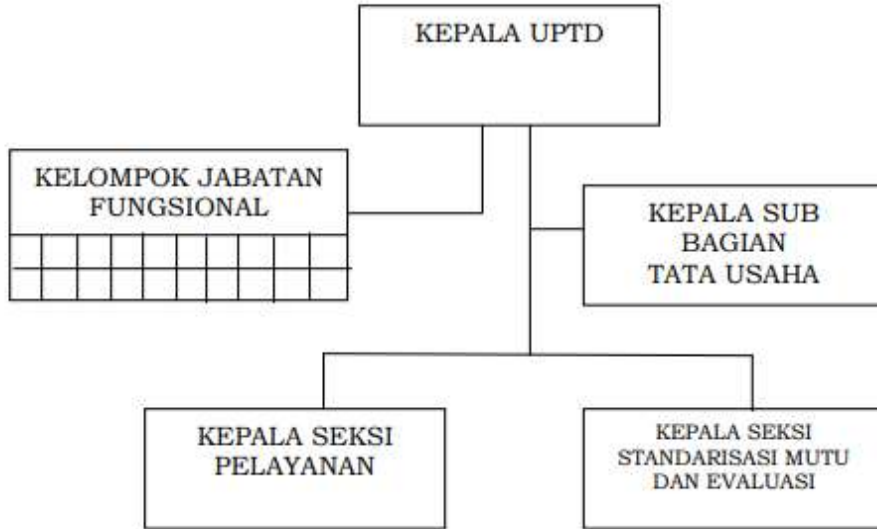 KEPALA UPTD
KELOMPOK JABATAN
FUNGSIONAL
KEPALA SUB
BAGIAN
TATA USAHA
KEPALA SEKSI
PELAYANAN
KEPALA SEKSI
STANDARISASI MUTU
DAN EVALUASI